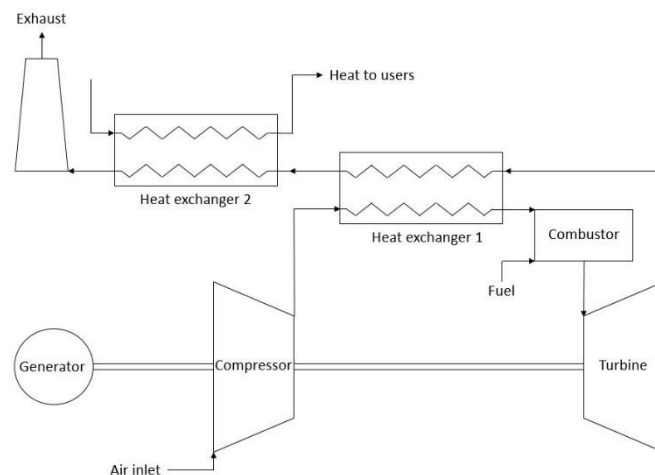 Exhaust
Heat to users
Heat exchanger 2
Heat exchanger 1
Combustor
Fuel
Generator
Compressor
Turbine
Air inlet